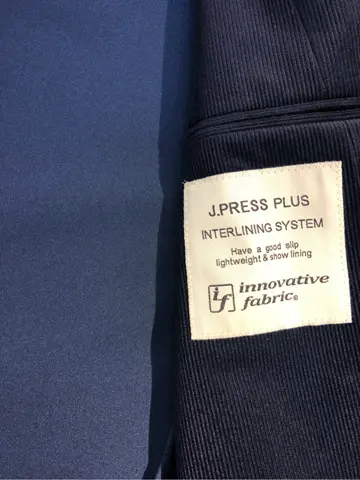 J.PRESS PLUS
INTERLINING SYSTEM
Have a good slip
lightweight & show lining
if innovative
fabric®